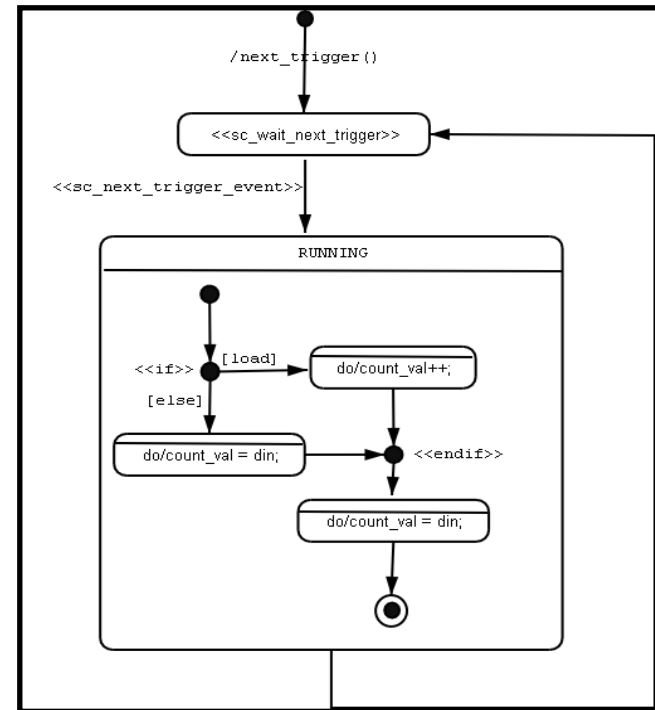 /next_trigger()
<<sc_wait_next_trigger>>
<<sc_next_trigger_event>>
RUNNING
<<if>>
[load]
do/count_val++;
[else]
do/count_val = din;
<<endif>>
do/count_val = din;